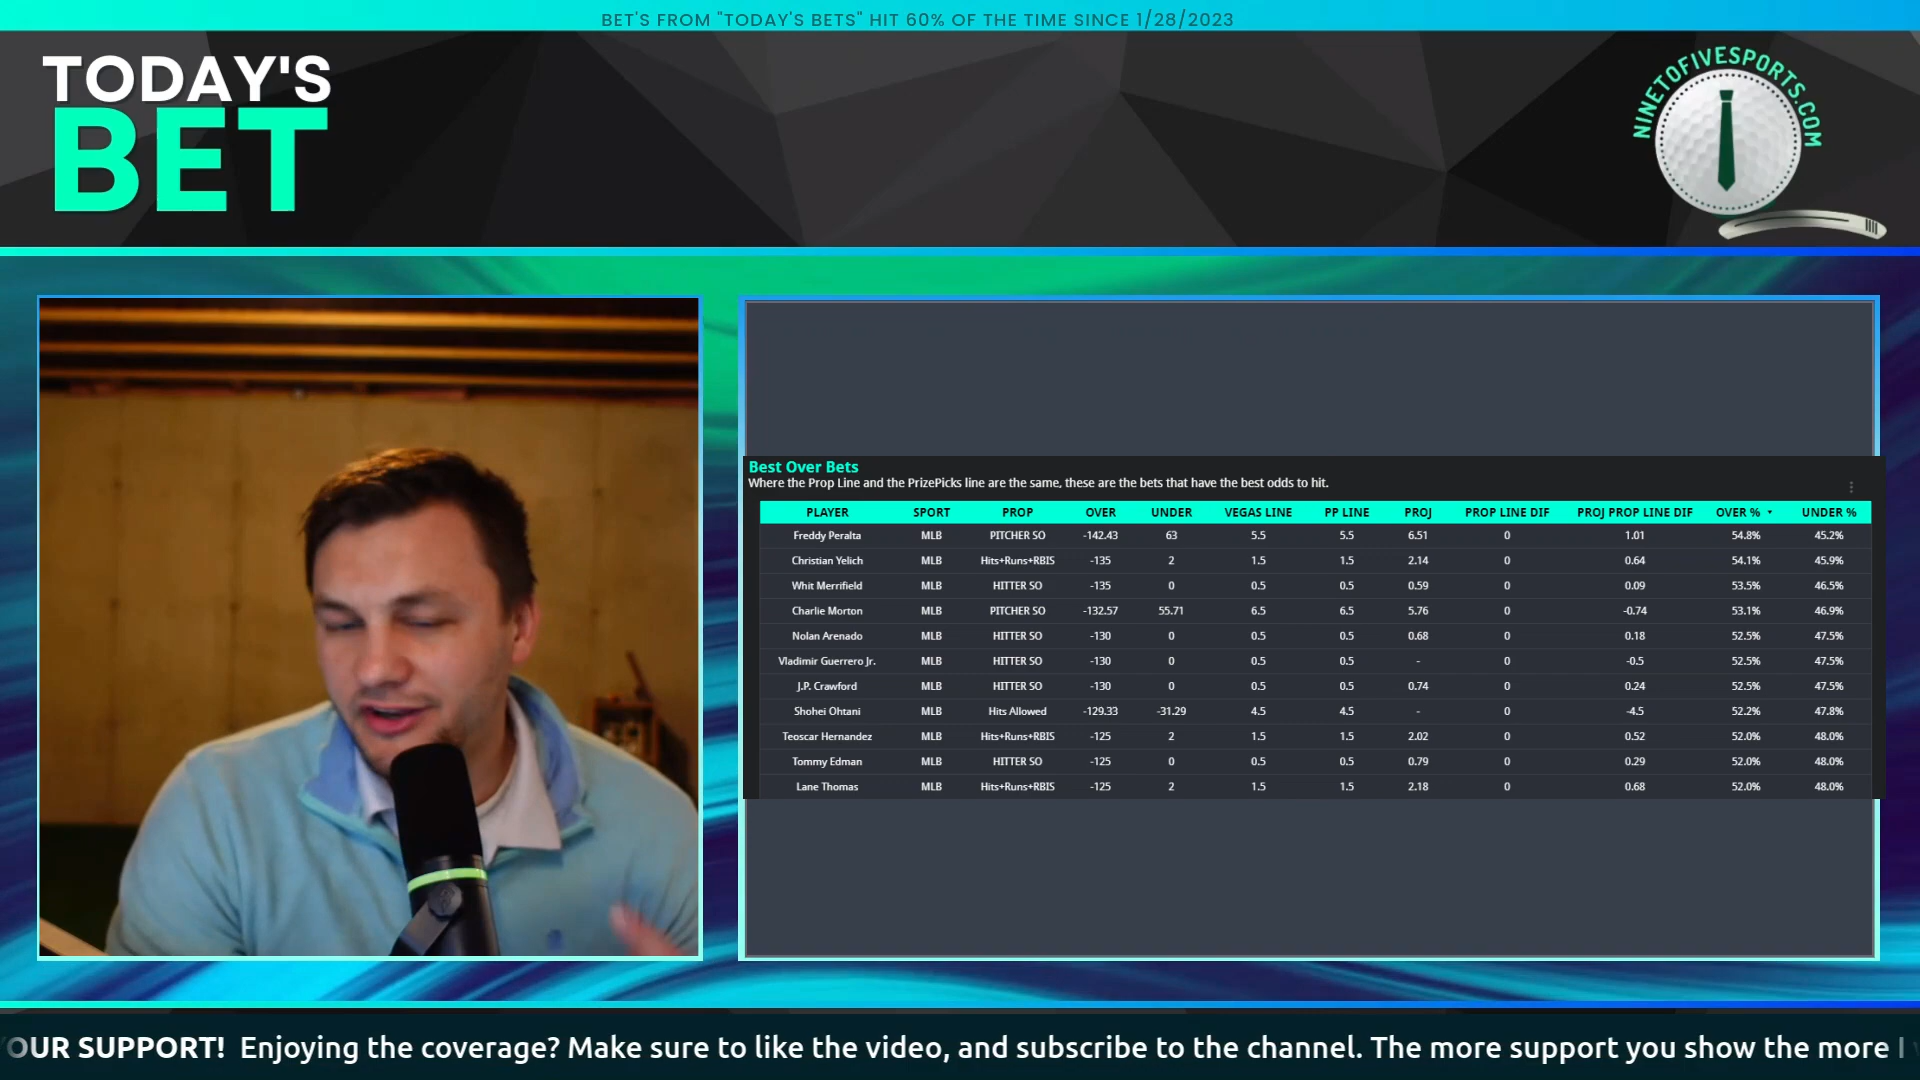 BET'S FROM "TODAY'S BETS" HIT 60% OF THE TIME SINCE 1/28/2023
TODAY'S
BET
NINETOFIVESPORTS.COM
Best Over Bets
Where the Prop Line and the PrizePicks line are the same, these are the bets that have the best odds to hit.
PLAYER SPORT PROP OVER UNDER VEGAS LINE PP LINE PROJ PROP LINE DIF PROJ PROP LINE DIF OVER % UNDER %
Freddy Peralta MLB PITCHER SO -142.43 63 5.5 5.5 6.51 0 1.01 54.8% 45.2%
Christian Yelich MLB Hits+Runs+RBIS -135 2 1.5 1.5 2.14 0 0.64 54.1% 45.9%
Whit Merrifield MLB HITTER SO -135 0 0.5 0.5 0.59 0 0.09 53.5% 46.5%
Charlie Morton MLB PITCHER SO -132.57 55.71 6.5 6.5 5.76 0 -0.74 53.1% 46.9%
Nolan Arenado MLB HITTER SO -130 0 0.5 0.5 0.68 0 0.18 52.5% 47.5%
Vladimir Guerrero Jr. MLB HITTER SO -130 0 0.5 0.5 - 0 -0.5 52.5% 47.5%
J.P. Crawford MLB HITTER SO -130 0 0.5 0.5 0.74 0 0.24 52.5% 47.5%
Shohei Ohtani MLB Hits Allowed -129.33 -31.29 4.5 4.5 - 0 -4.5 52.2% 47.8%
Teoscar Hernandez MLB Hits+Runs+RBIS -125 2 1.5 1.5 2.02 0 0.52 52.0% 48.0%
Tommy Edman MLB HITTER SO -125 0 0.5 0.5 0.79 0 0.29 52.0% 48.0%
Lane Thomas MLB Hits+Runs+RBIS -125 2 1.5 1.5 2.18 0 0.68 52.0% 48.0%
OUR SUPPORT! Enjoying the coverage? Make sure to like the video, and subscribe to the channel. The more support you show the more I